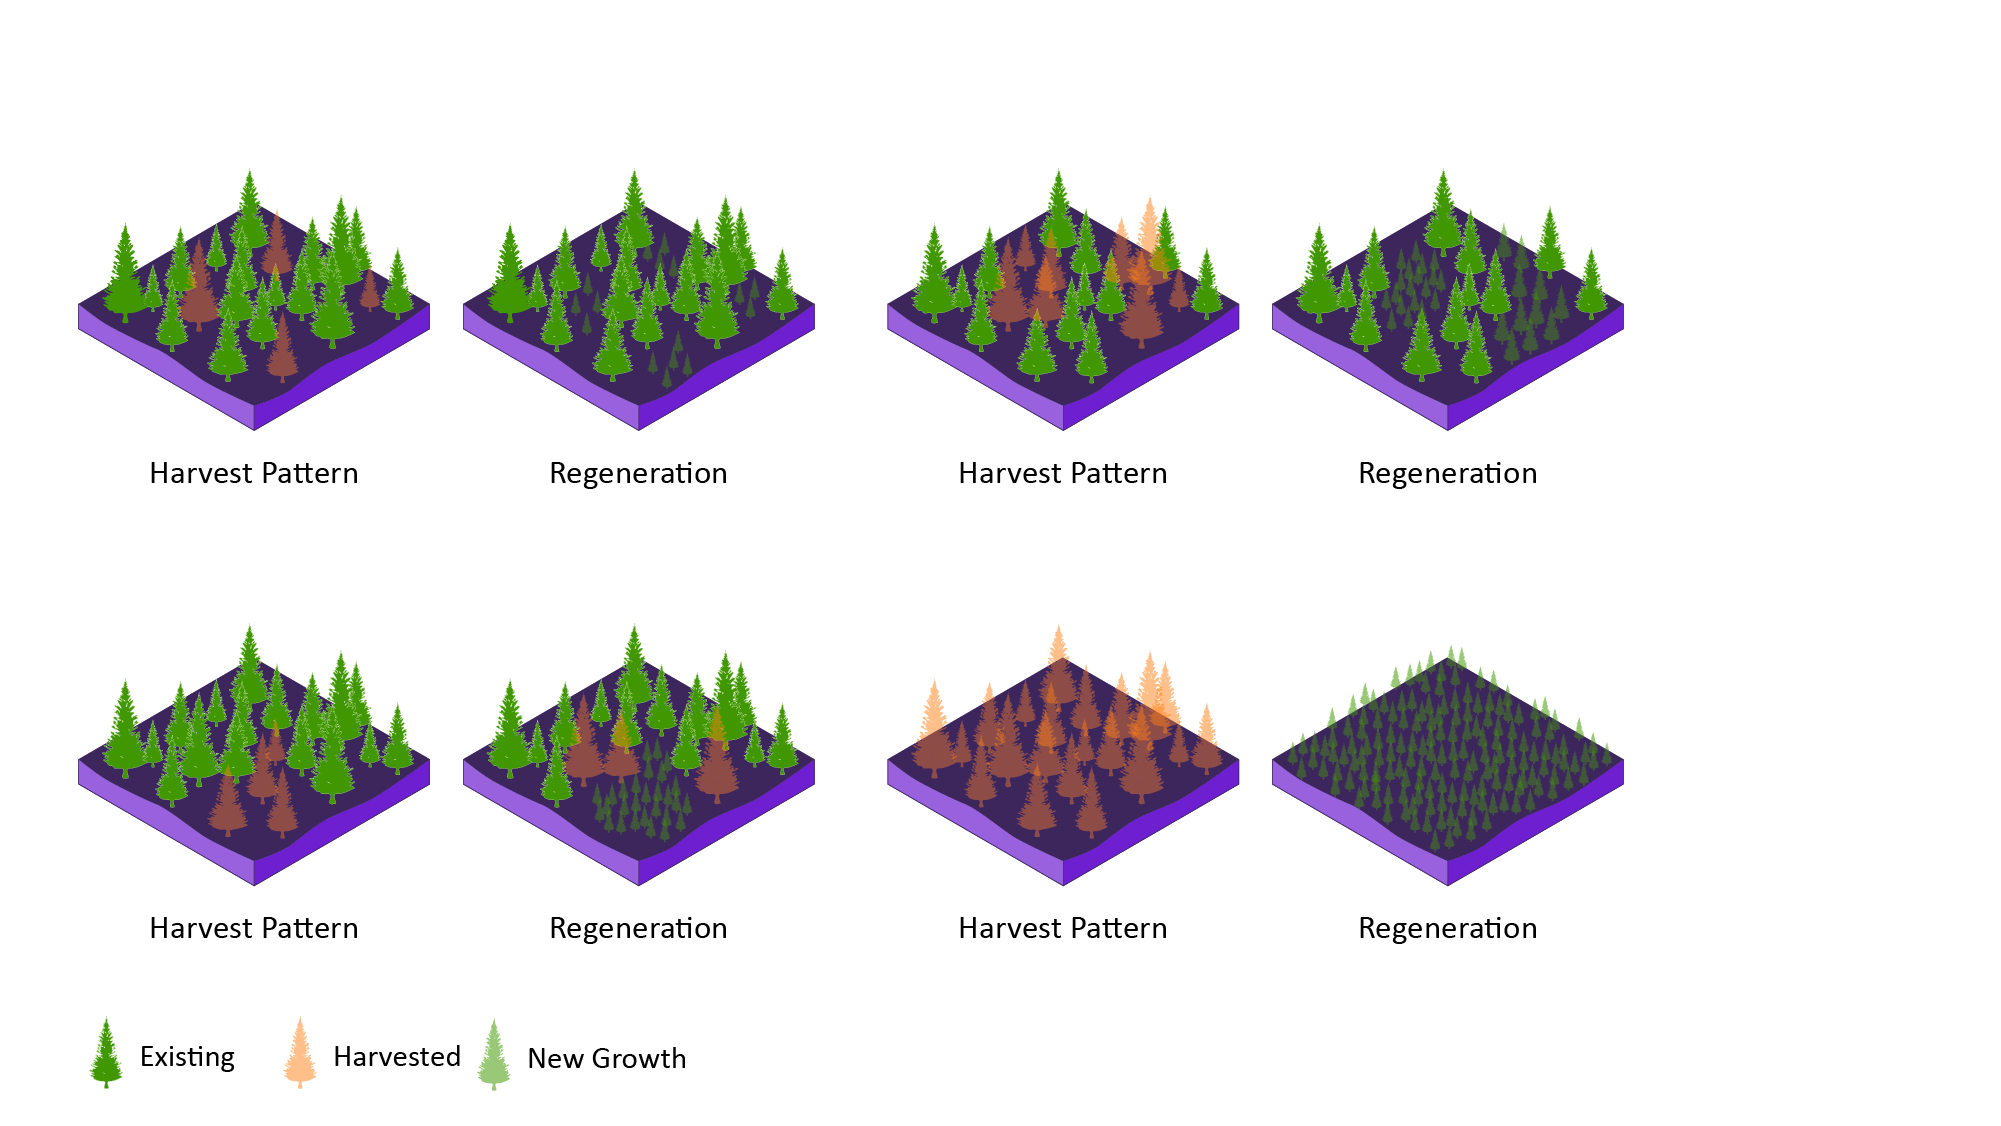 Harvest Pattern
Regeneration
Harvest Pattern
Regeneration
Harvest Pattern
Regeneration
Harvest Pattern
Regeneration
Existing
Harvested
New Growth